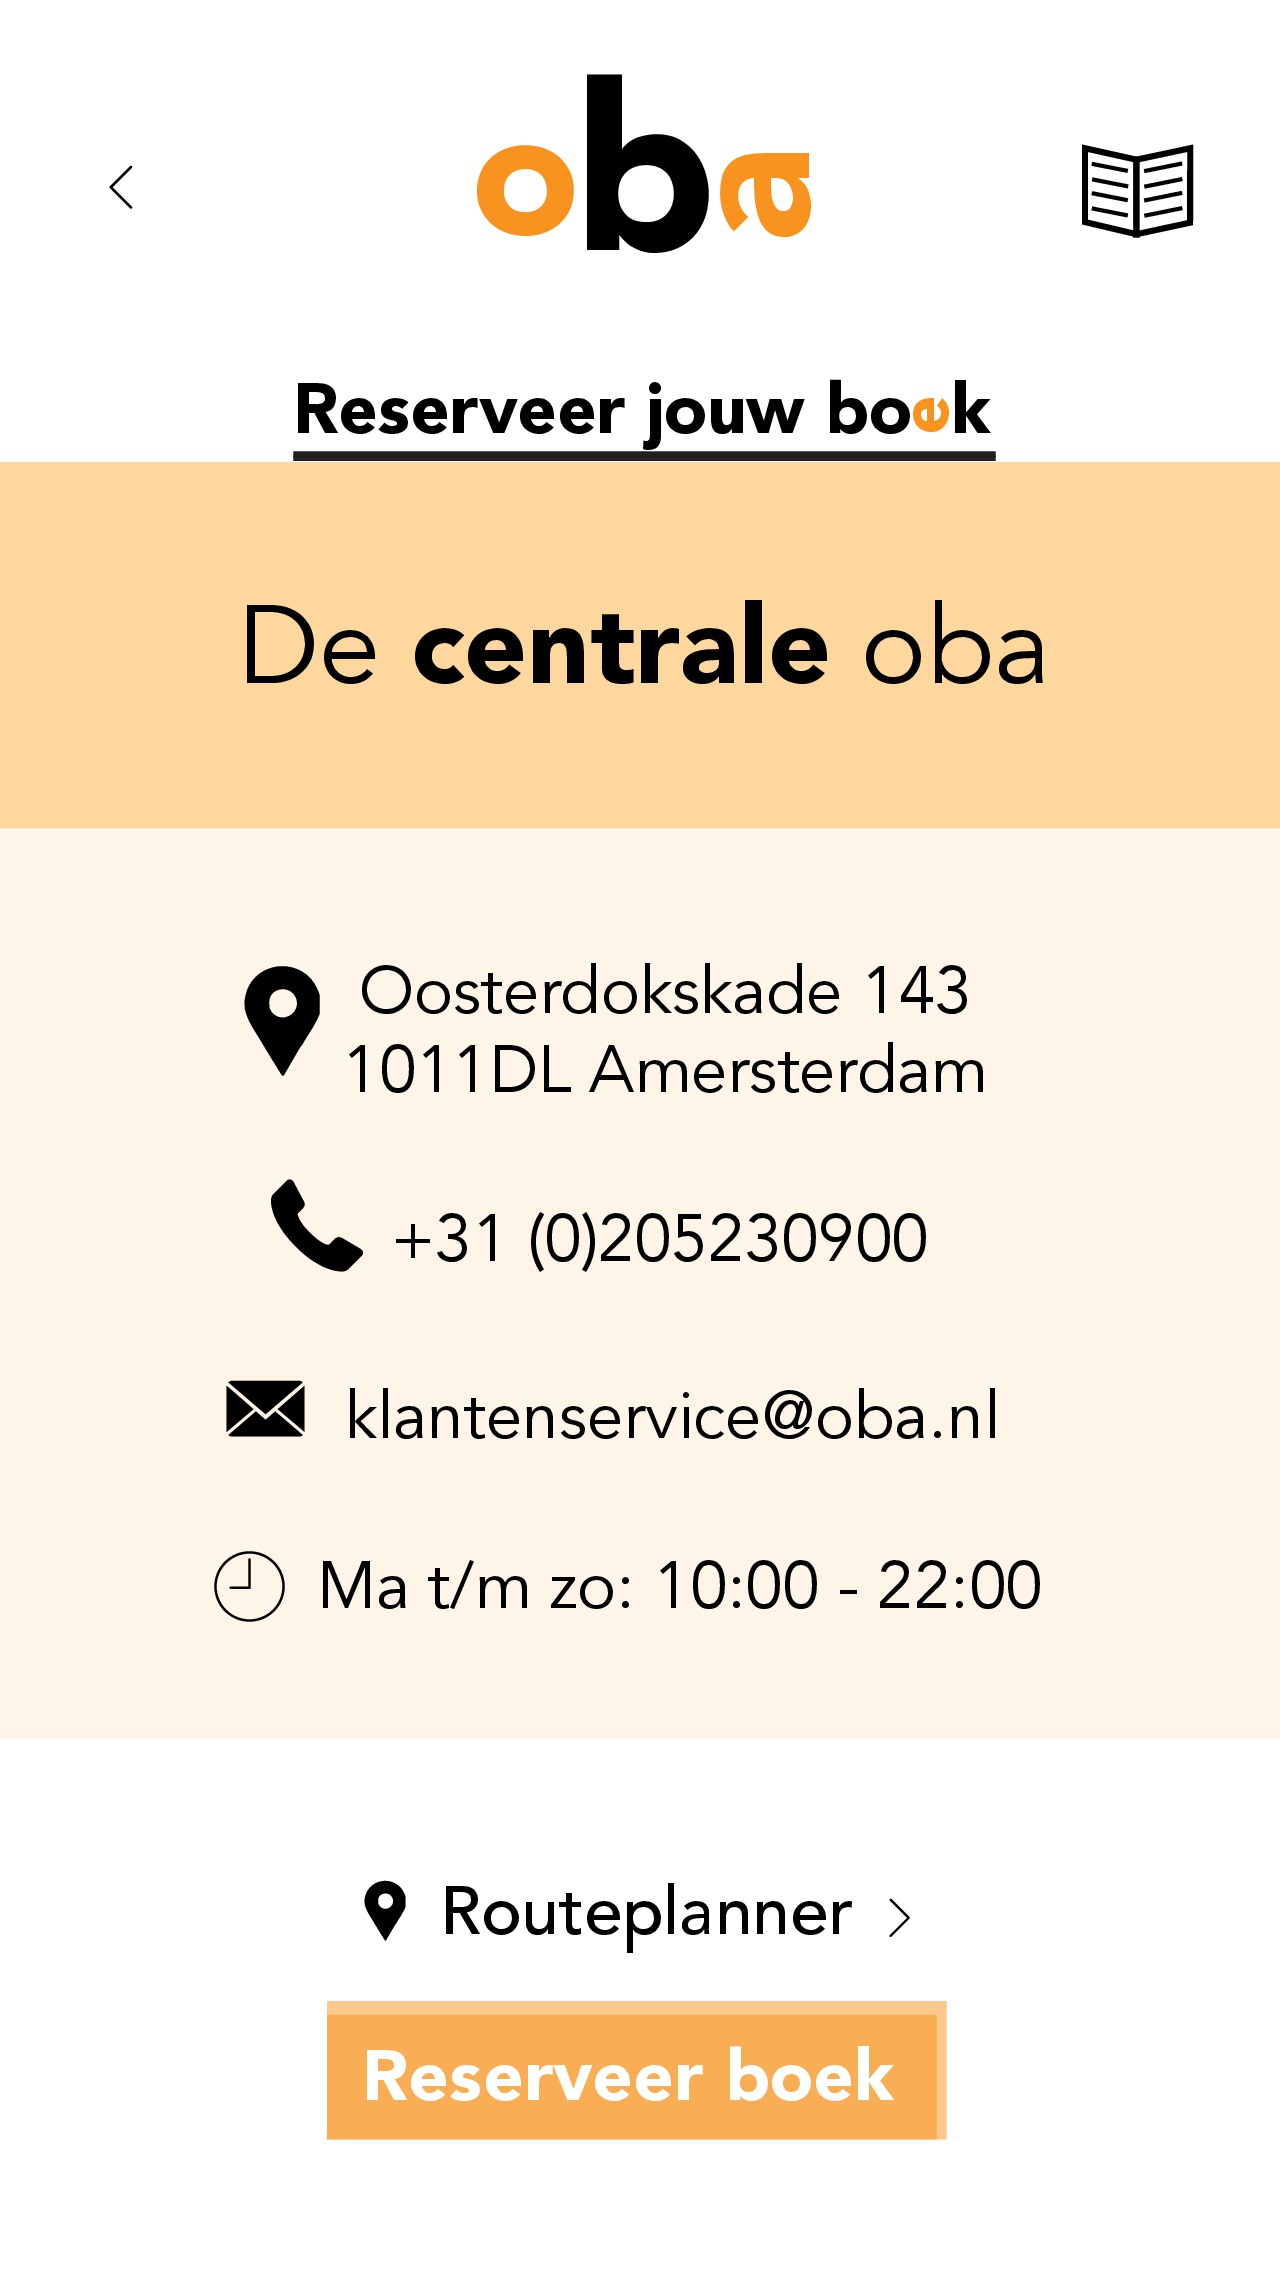 oba
Reserveer jouw boek
De centrale oba
Oosterdokskade 143
1011DL Amersterdam
+31 (0)205230900
klantenservice@oba.nl
Ma t/m zo: 10:00 - 22:00
Routeplanner
Reserveer boek